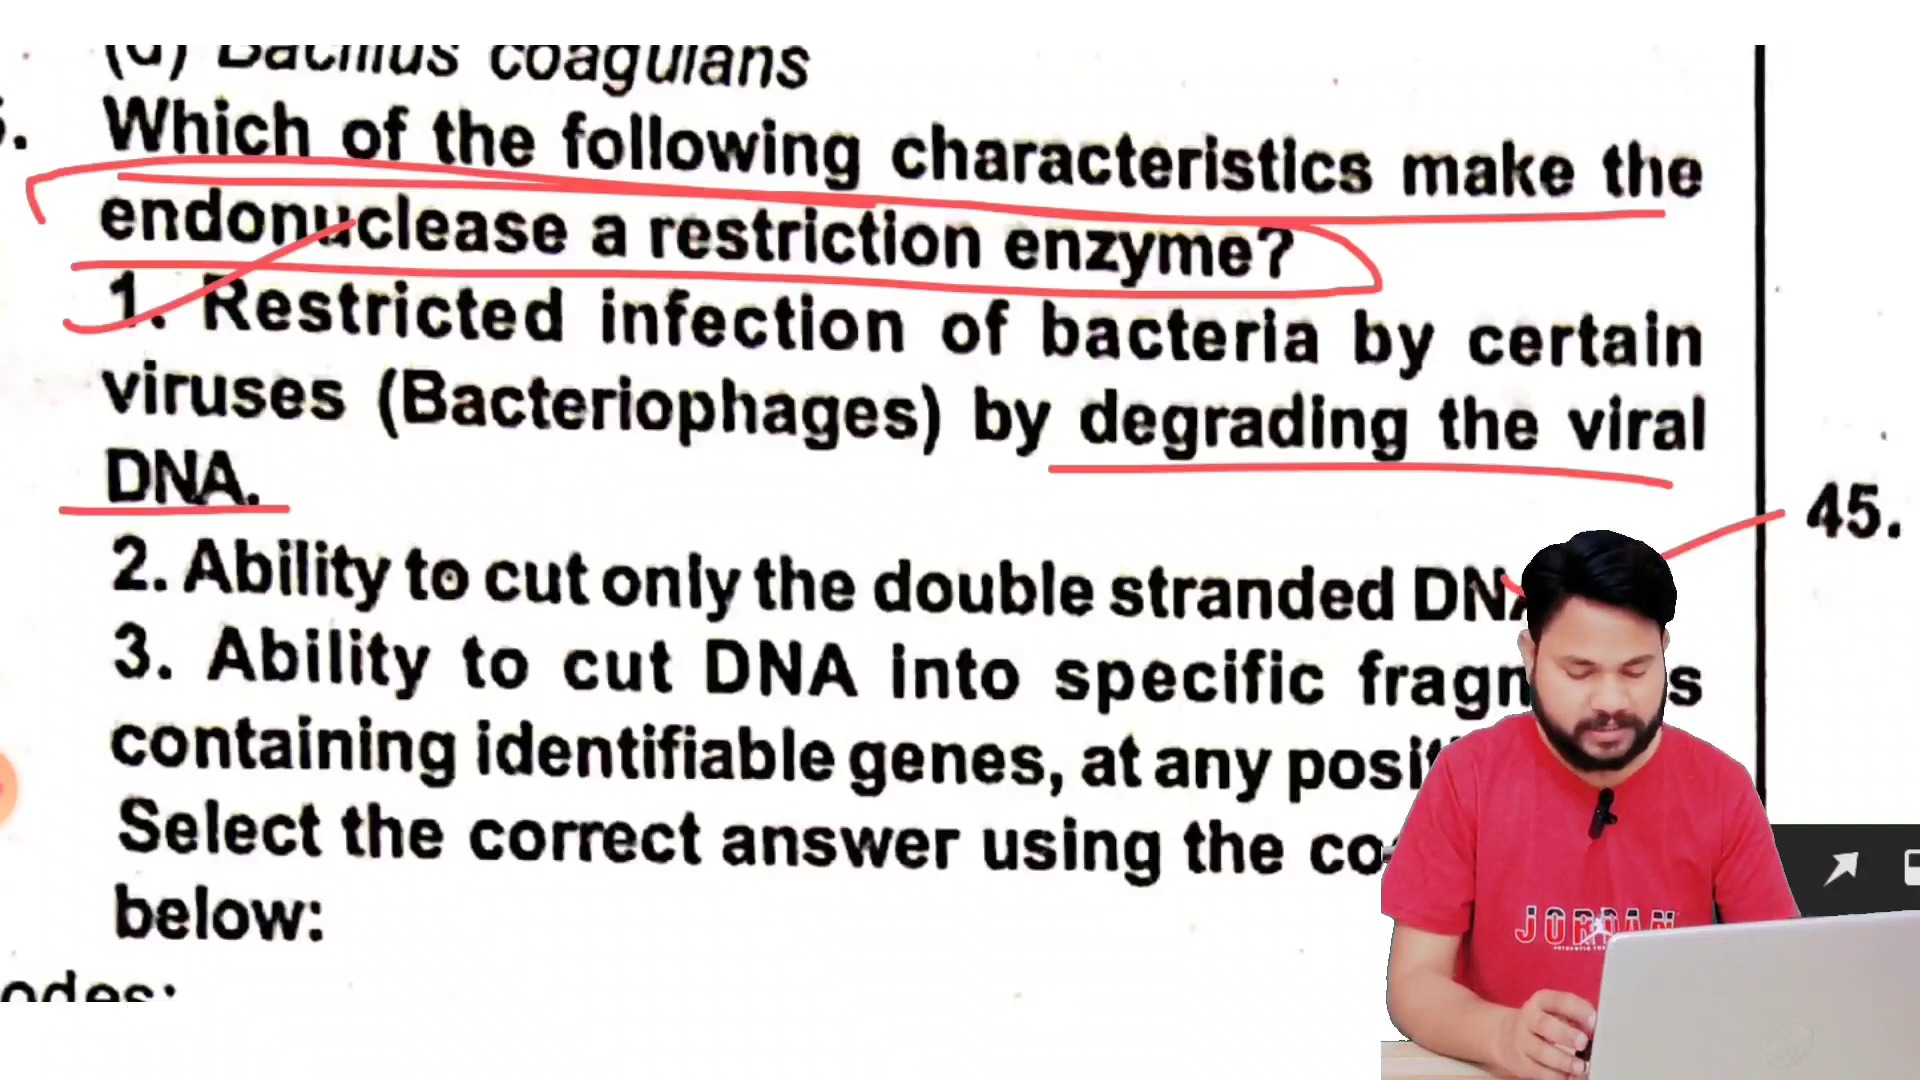 (d) Bacillus coagulans
Which of the following characteristics make the
endonuclease a restriction enzyme?
1. Restricted infection of bacteria by certain
viruses (Bacteriophages) by degrading the viral
DNA.
2. Ability to cut only the double stranded
3. Ability to cut DNA into specific
containing identifiable genes, at any
Select the correct answer using the
below:
45.
JORDAN